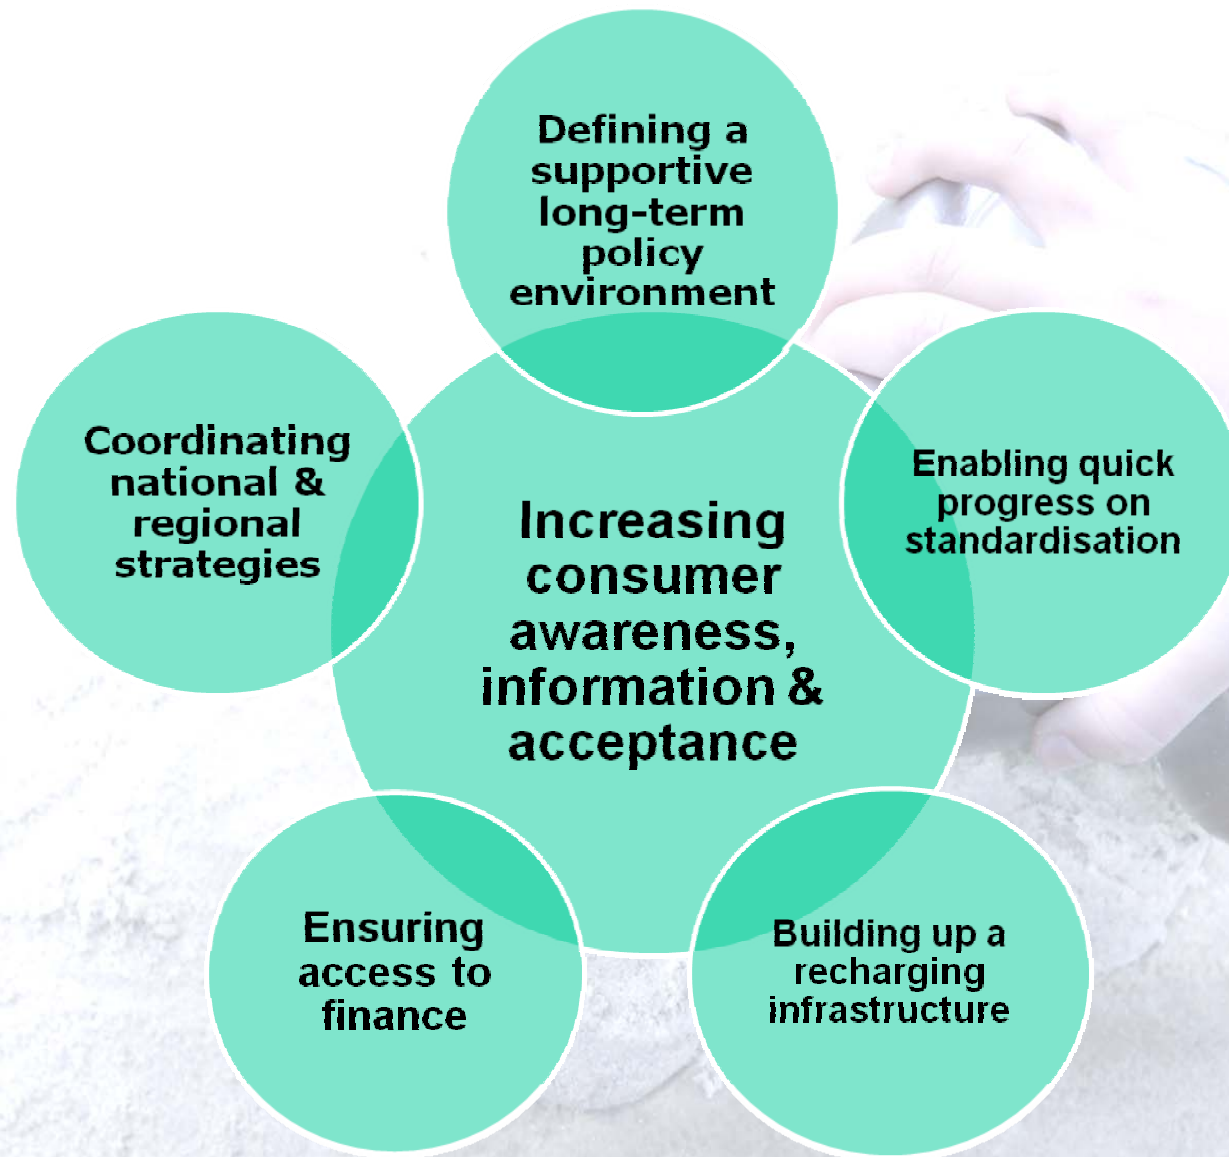 Defining a
supportive
long-term
policy
environment
Coordinating
national &
regional
strategies
Enabling quick
progress on
standardisation
Increasing
consumer
awareness,
information &
acceptance
Ensuring
access to
finance
Building up a
recharging
infrastructure